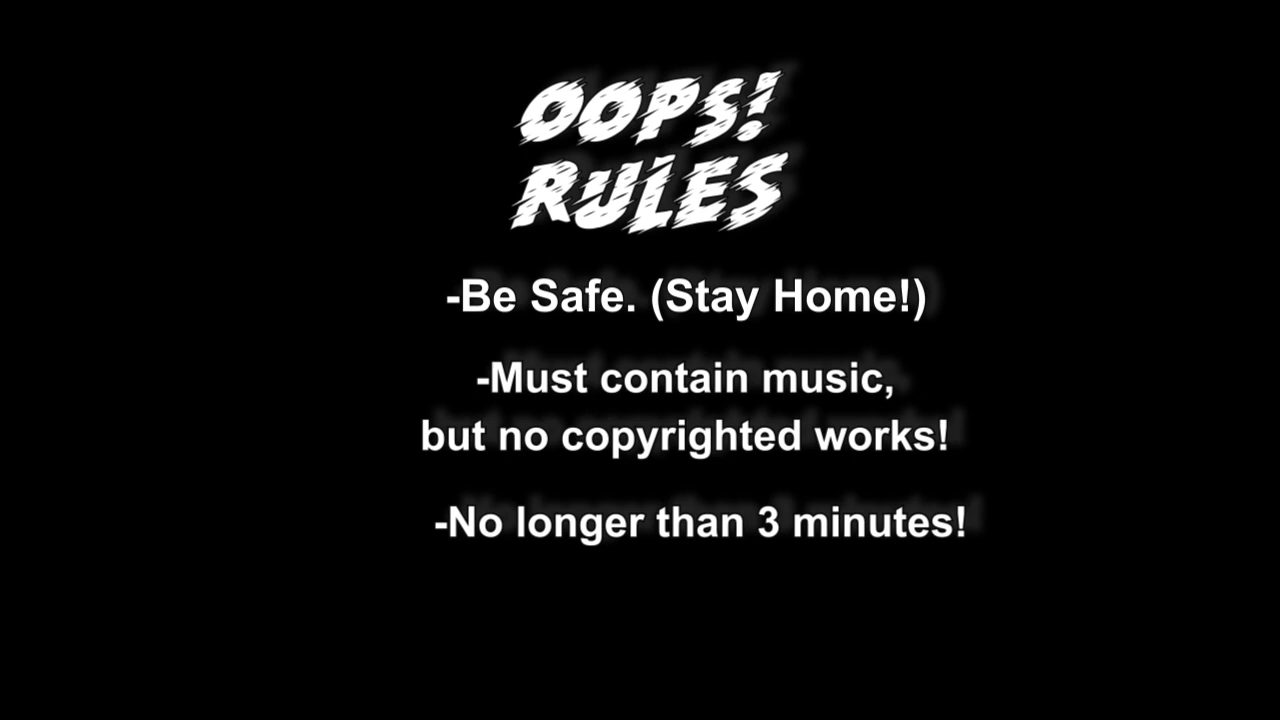 OOPS!
RULES
-Be Safe. (Stay Home!)
-Must contain music,
but no copyrighted works!
-No longer than 3 minutes!